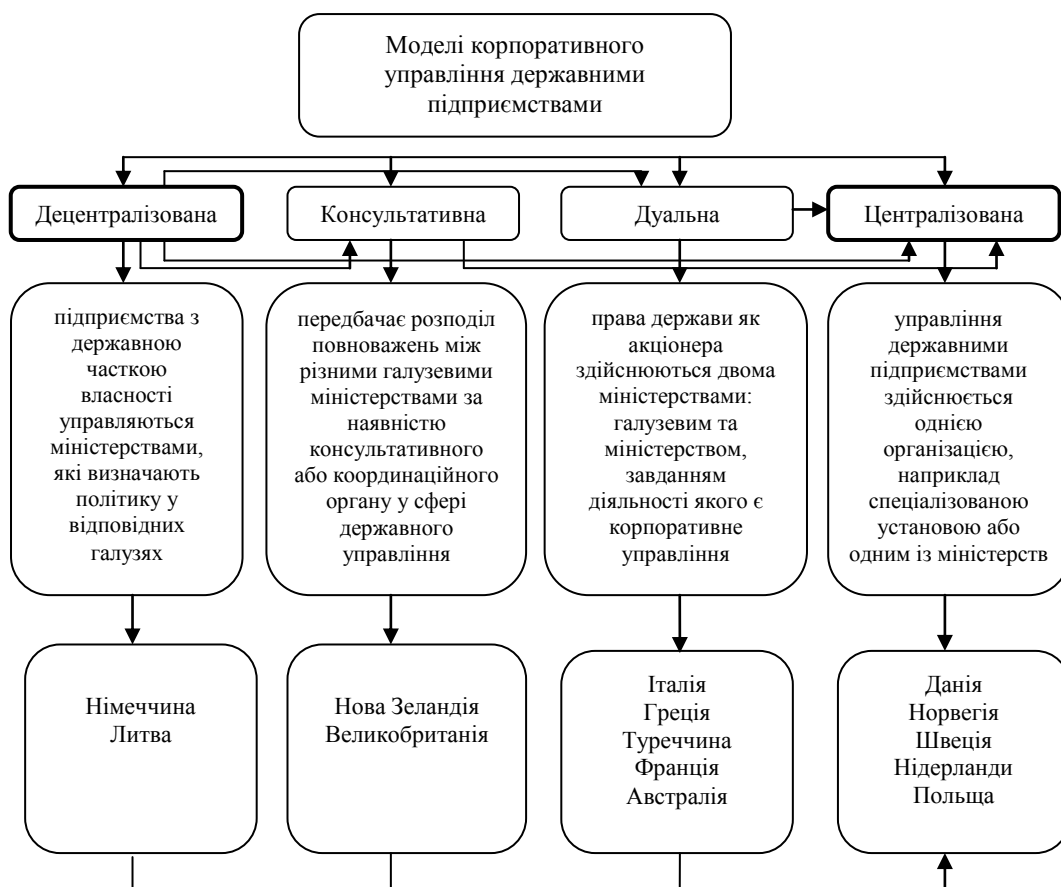 Моделі корпоративного
управління державними
підприємствами
Децентралізована
Консультативна
Дуальна
Централізована
підприємства з
державною
часткою
власності
управляються
міністерствами,
які визначають
політику у
відповідних
галузях
передбачає розподіл
повноважень між
різними галузевими
міністерствами за
наявністю
консультативного
або координаційного
органу у сфері
державного
управління
права держави як
акціонера
здійснюються двома
міністерствами:
галузевим та
міністерством,
завданням
діяльності якого є
корпоративне
управління
управління
державними
підприємствами
здійснюється
однією
організацією,
наприклад
спеціалізованою
установою або
одним із міністерств
Німеччина
Литва
Нова Зеландія
Великобританія
Італія
Греція
Туреччина
Франція
Австралія
Данія
Норвегія
Швеція
Нідерланди
Польща